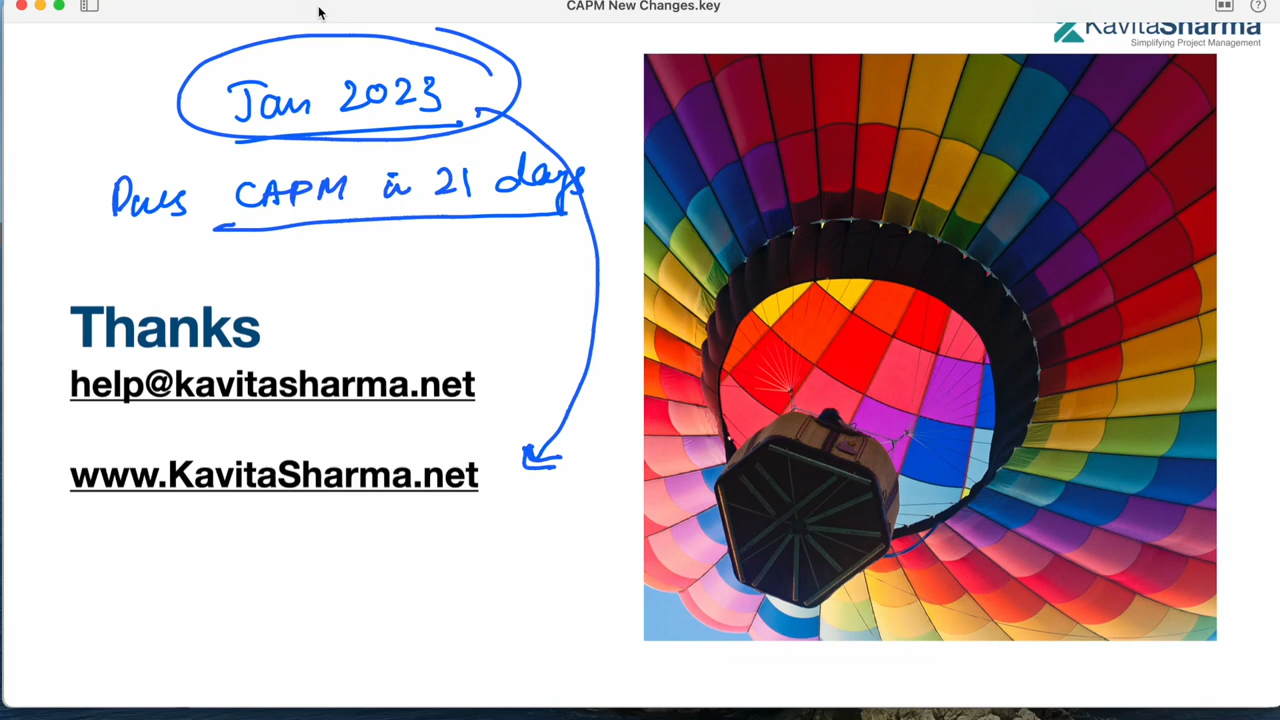 CAPM New Changes.key
KavitaSharma
Simplifying Project Management
Jan 2023
Pass CAPM in 21 days
Thanks
help@kavitasharma.net
www.KavitaSharma.net